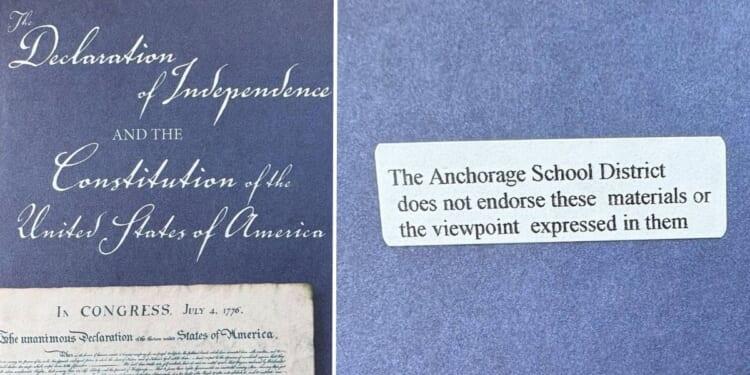 The
Declaration
of Independence
AND THE
Constitution of the
United States of America
IN CONGRESS, JULY 4, 1776.
The unanimous Declaration of the thirteen united States of America,
The Anchorage School District
does not endorse these materials or
the viewpoint expressed in them